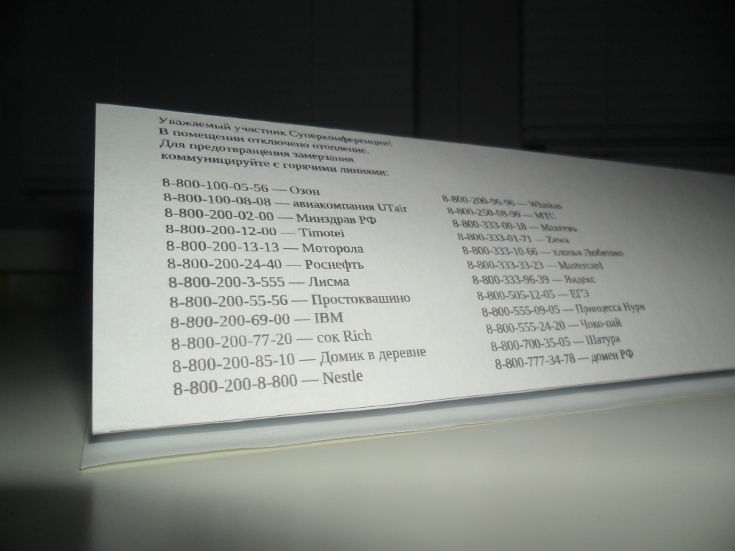 Уважаемый участник Суперконференции!
В помещении отключено отопление.
Для предотвращения замерзания
коммуницируйте с горячими линиями:
8-800-100-05-56 — Озон
8-800-100-08-08 — авиакомпания UTair
8-800-200-02-00 — Минздрав РФ
8-800-200-12-00 — Timotei
8-800-200-13-13 — Моторола
8-800-200-24-40 — Роснефть
8-800-200-3-555 — Лисма
8-800-200-55-56 — Простоквашино
8-800-200-69-00 — IBM
8-800-200-77-20 — сок Rich
8-800-200-85-10 — Домик в деревне
8-800-200-8-800 — Nestle
8-800-200-96-96 — Whiskas
8-800-250-08-90 — МТС
8-800-333-00-18 — Махеевъ
8-800-333-01-71 — Zewa
8-800-333-10-66 — хлопья Любятово
8-800-333-33-23 — Mastercard
8-800-333-96-39 — Яндекс
8-800-505-12-05 — ЕГЭ
8-800-555-09-05 — Принцесса Нури
8-800-555-24-20 — Чоко-пай
8-800-700-35-05 — Шатура
8-800-777-34-78 — домен РФ